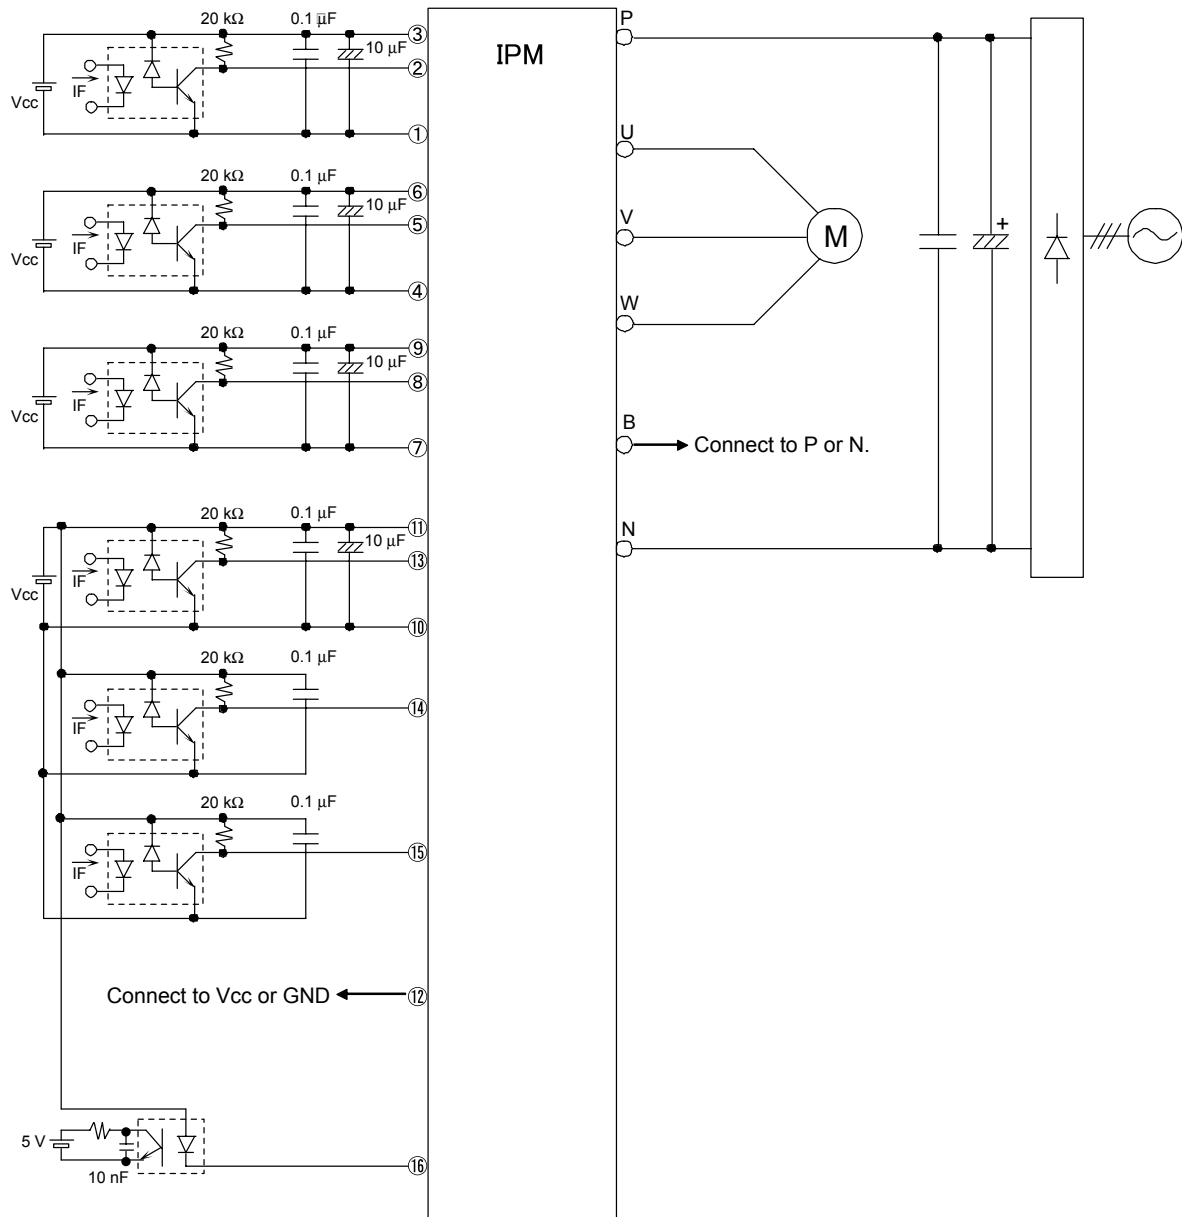 20 kΩ 0.1 μF ③ P
10 μF IPM
②
IF
Vcc
① U
20 kΩ 0.1 μF ⑥
10 μF
⑤ V
IF M +
Vcc
④ W
20 kΩ 0.1 μF ⑨
10 μF
⑧
IF
Vcc
B
⑦ Connect to P or N.
20 kΩ 0.1 μF ⑪ N
10 μF
⑬
IF
Vcc
⑩
20 kΩ 0.1 μF
⑭
IF
20 kΩ 0.1 μF
⑮
IF
Connect to Vcc or GND ⑫
5 V
⑯
10 nF